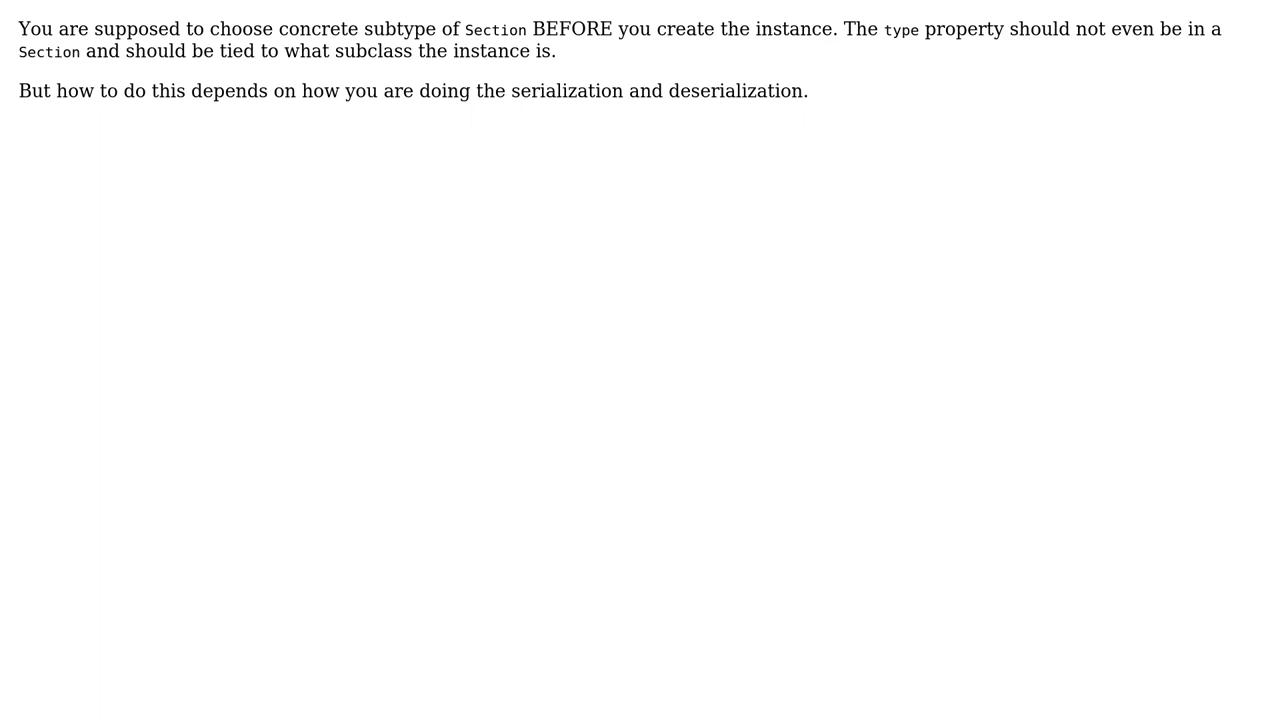 You are supposed to choose concrete subtype of Section BEFORE you create the instance. The type property should not even be in a
Section and should be tied to what subclass the instance is.
But how to do this depends on how you are doing the serialization and deserialization.